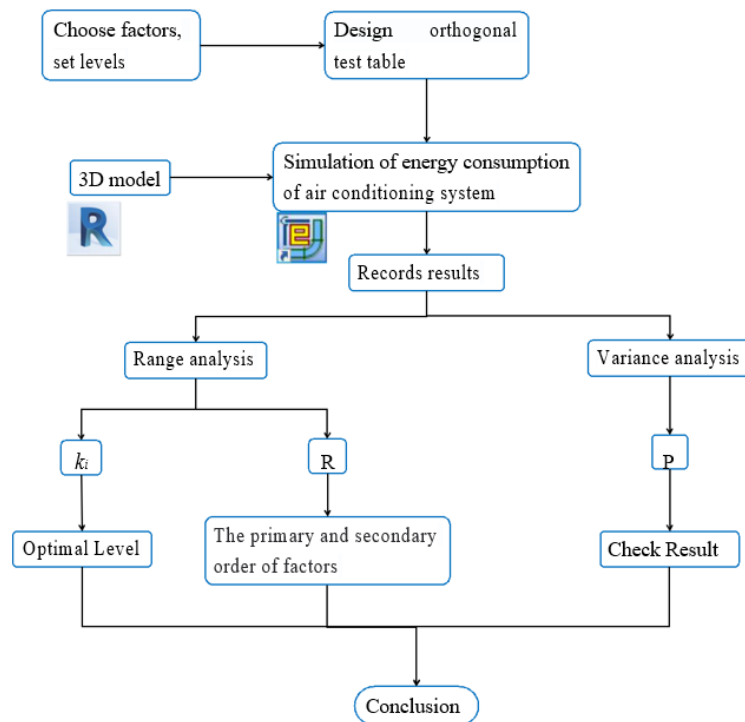 Choose factors,
set levels
Design orthogonal
test table
3D model
Simulation of energy consumption
of air conditioning system
R
e
Records results
Range analysis
Variance analysis
ki
R
P
Optimal Level
The primary and secondary
order of factors
Check Result
Conclusion